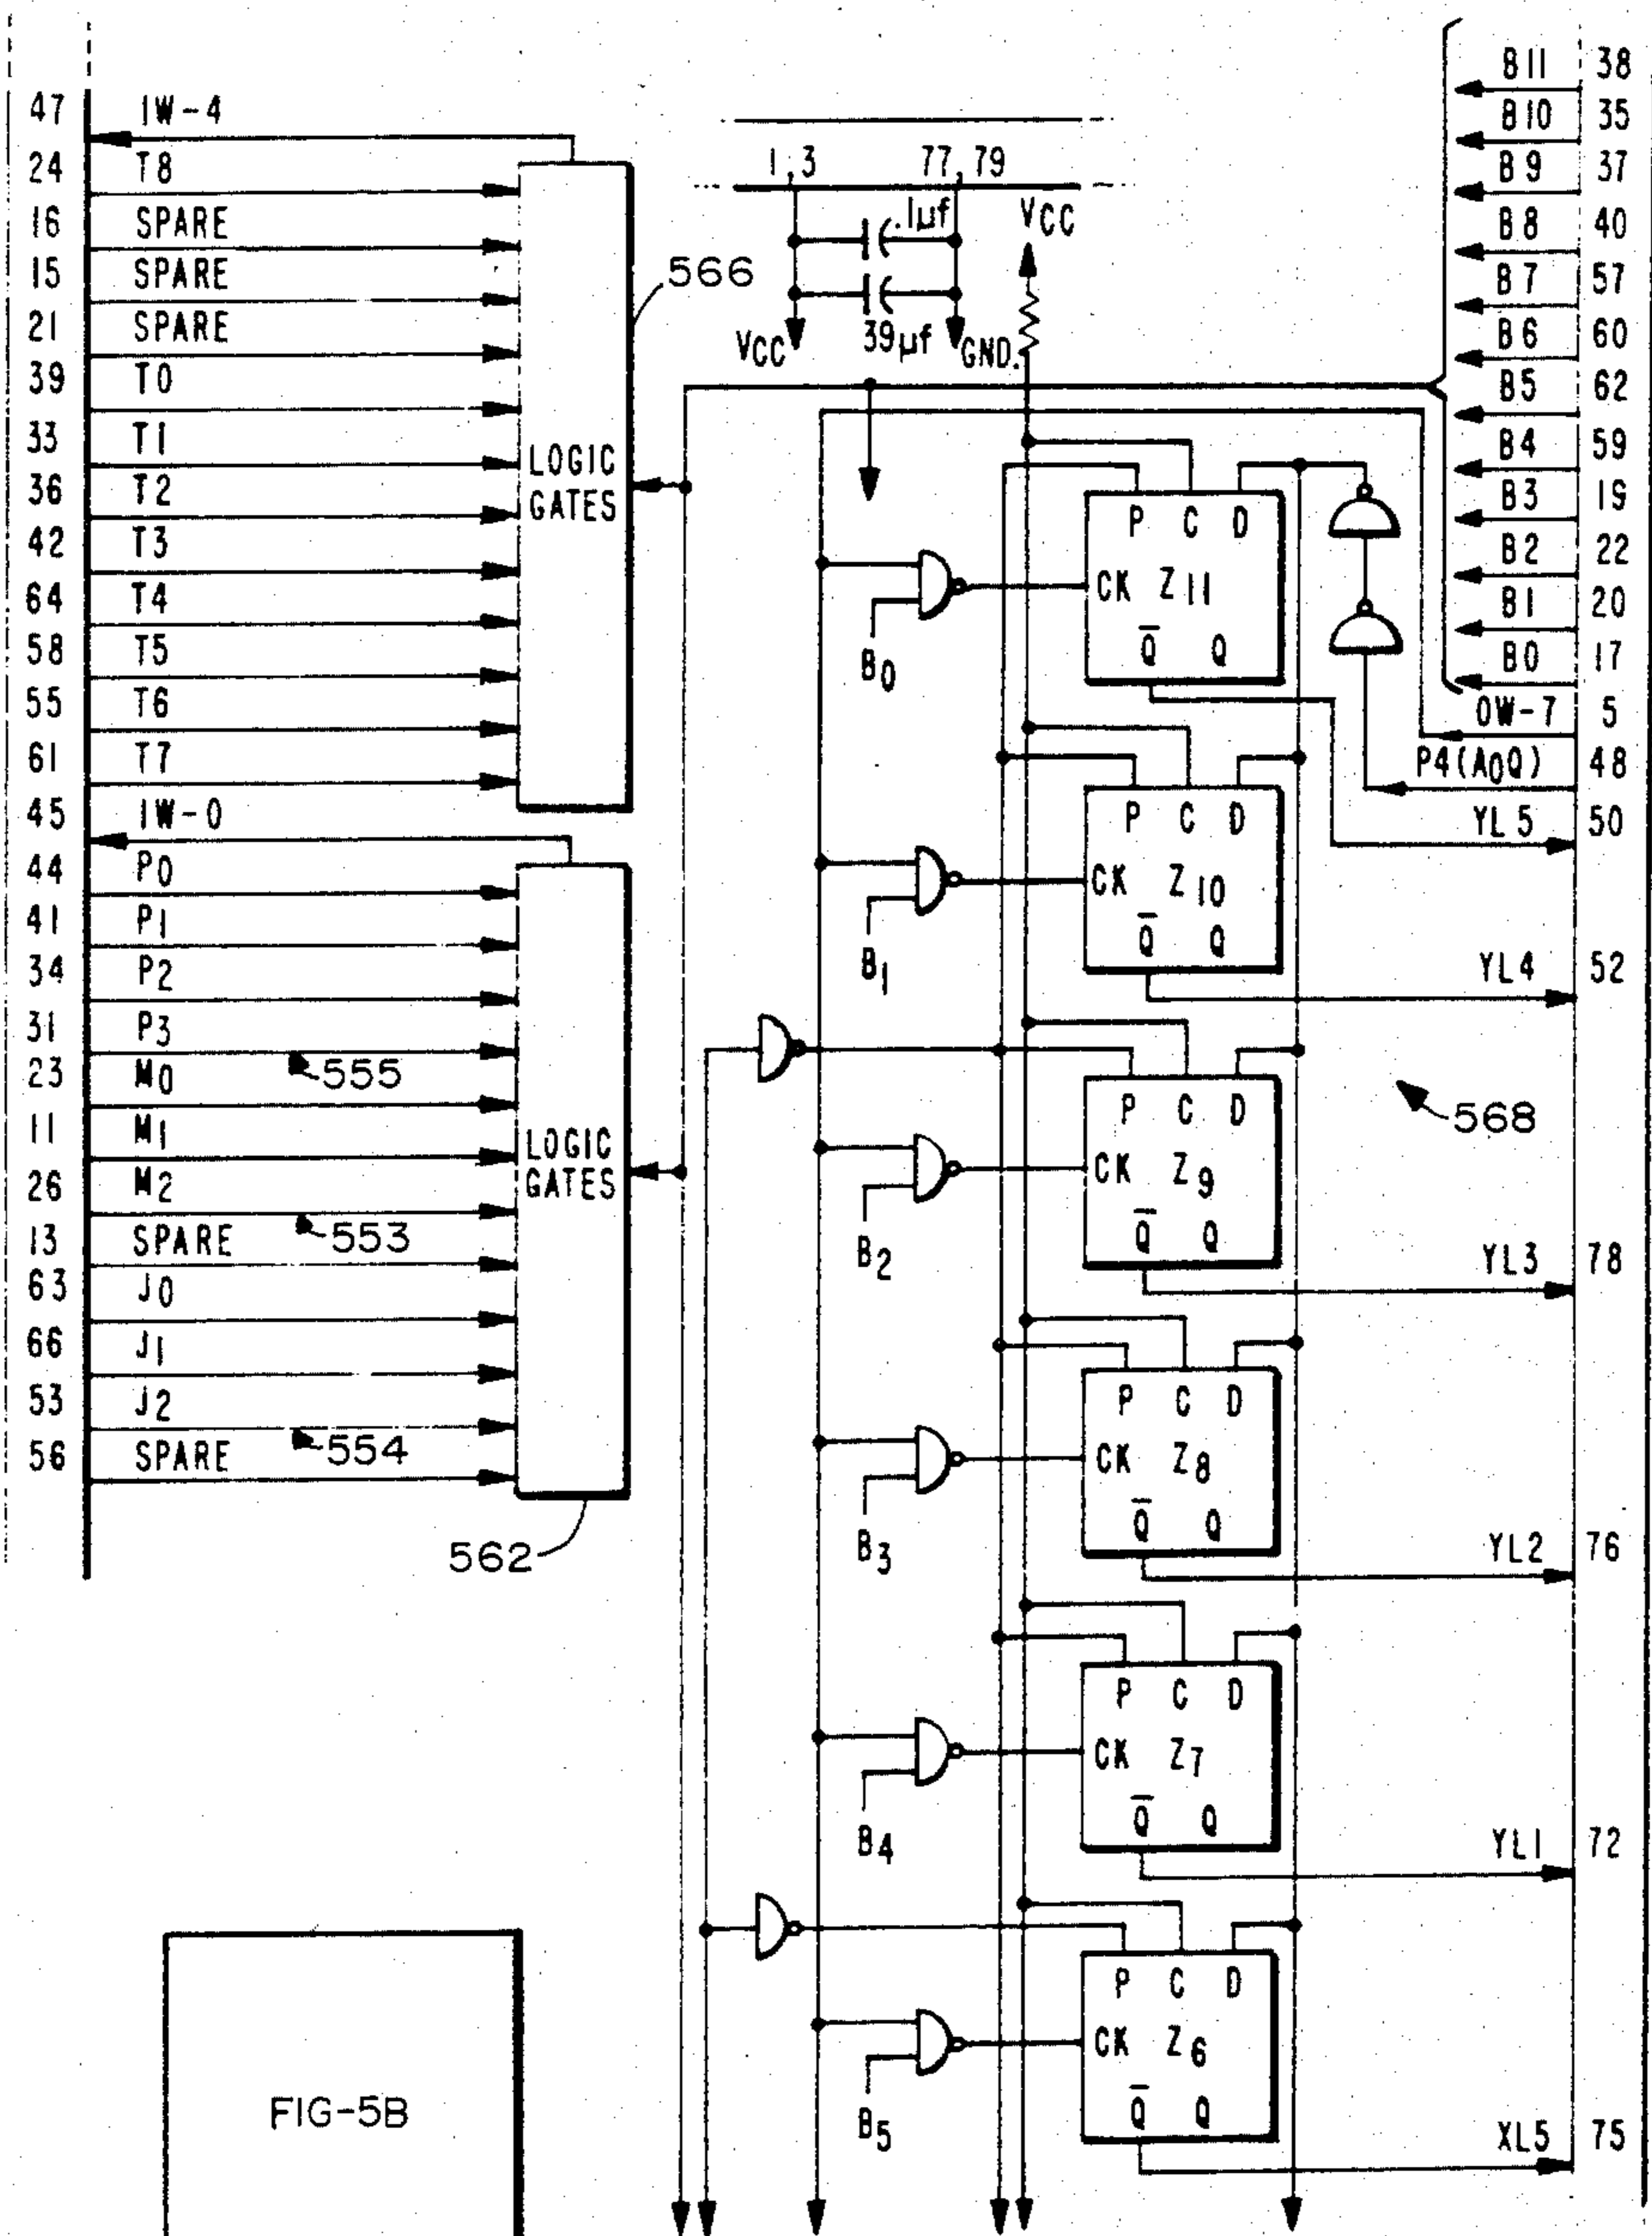 47 IW-4
24 T8
16 SPARE
15 SPARE
21 SPARE
39 T0
33 T1
36 T2
42 T3
64 T4
58 T5
55 T6
61 T7
45 IW-0
44 P0
41 P1
34 P2
31 P3
23 M0
11 M1
26 M2
13 SPARE
63 J0
66 J1
53 J2
56 SPARE
LOGIC
GATES
566
LOGIC
GATES
562
555
553
554
1,3 77,79
.1µf
VCC
39µf
VCC
GND.
B11 38
B10 35
B9 37
B8 40
B7 57
B6 60
B5 62
B4 59
B3 19
B2 22
B1 20
B0 17
OW-7 5
P4(A0Q) 48
YL5 50
YL4 52
YL3 78
YL2 76
YL1 72
XL5 75
568
P C D
CK Z11
Q̅ Q
B0
P C D
CK Z10
Q̅ Q
B1
P C D
CK Z9
Q̅ Q
B2
P C D
CK Z8
Q̅ Q
B3
P C D
CK Z7
Q̅ Q
B4
P C D
CK Z6
Q̅ Q
B5
FIG-5B